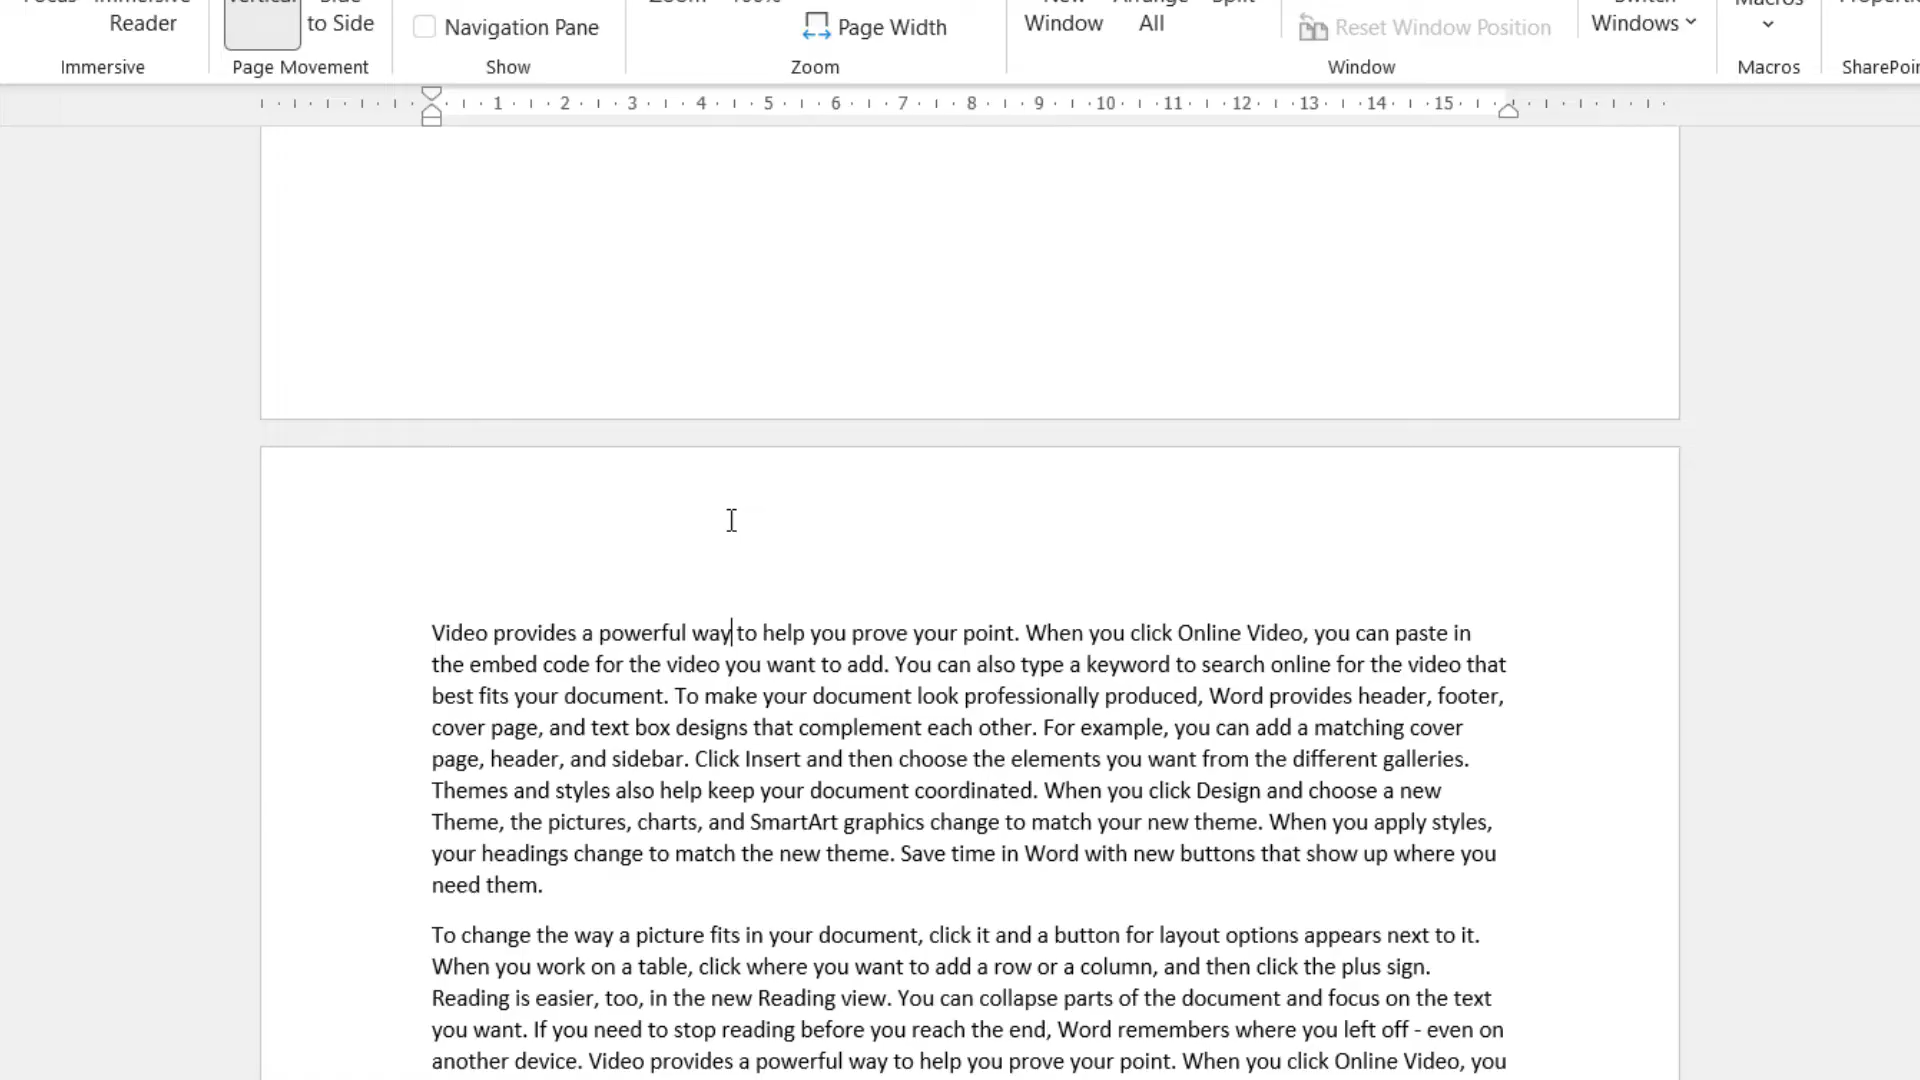 Focus Immersive Vertical Side Zoom 100% New Arrange Split Switch Macros Properti
Reader to Side Navigation Pane Page Width Window All Reset Window Position Windows
Immersive Page Movement Show Zoom Window Macros SharePoin
1 2 3 4 5 6 7 8 9 10 11 12 13 14 15
Video provides a powerful way to help you prove your point. When you click Online Video, you can paste in
the embed code for the video you want to add. You can also type a keyword to search online for the video that
best fits your document. To make your document look professionally produced, Word provides header, footer,
cover page, and text box designs that complement each other. For example, you can add a matching cover
page, header, and sidebar. Click Insert and then choose the elements you want from the different galleries.
Themes and styles also help keep your document coordinated. When you click Design and choose a new
Theme, the pictures, charts, and SmartArt graphics change to match your new theme. When you apply styles,
your headings change to match the new theme. Save time in Word with new buttons that show up where you
need them.
To change the way a picture fits in your document, click it and a button for layout options appears next to it.
When you work on a table, click where you want to add a row or a column, and then click the plus sign.
Reading is easier, too, in the new Reading view. You can collapse parts of the document and focus on the text
you want. If you need to stop reading before you reach the end, Word remembers where you left off - even on
another device. Video provides a powerful way to help you prove your point. When you click Online Video, you